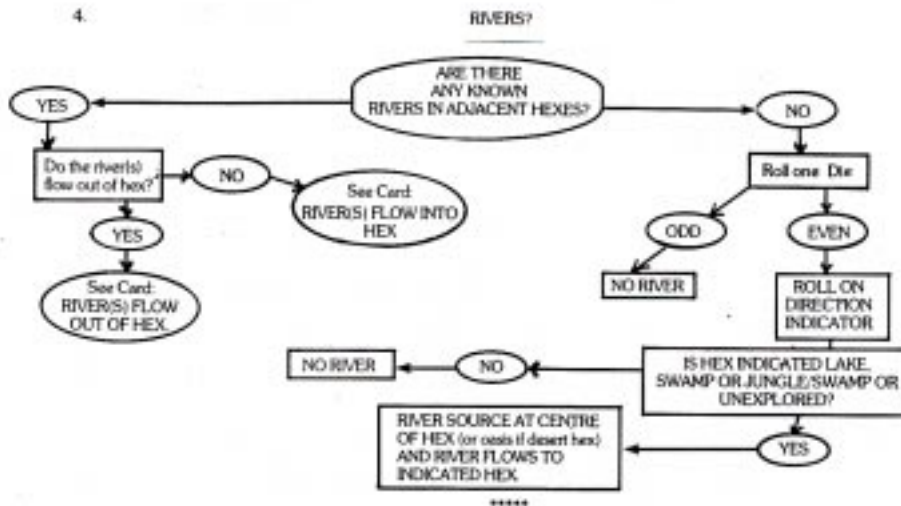 4.
RIVERS?
ARE THERE
ANY KNOWN
RIVERS IN ADJACENT HEXES?
YES
NO
Do the river(s)
flow out of hex?
NO
See Card:
RIVER(S) FLOW INTO
HEX
YES
See Card:
RIVER(S) FLOW
OUT OF HEX.
Roll one Die
ODD
EVEN
NO RIVER
ROLL ON
DIRECTION
INDICATOR
IS HEX INDICATED LAKE,
SWAMP OR JUNGLE/SWAMP OR
UNEXPLORED?
NO
NO RIVER
YES
RIVER SOURCE AT CENTRE
OF HEX (or oasis if desert hex)
AND RIVER FLOWS TO
INDICATED HEX.
*****